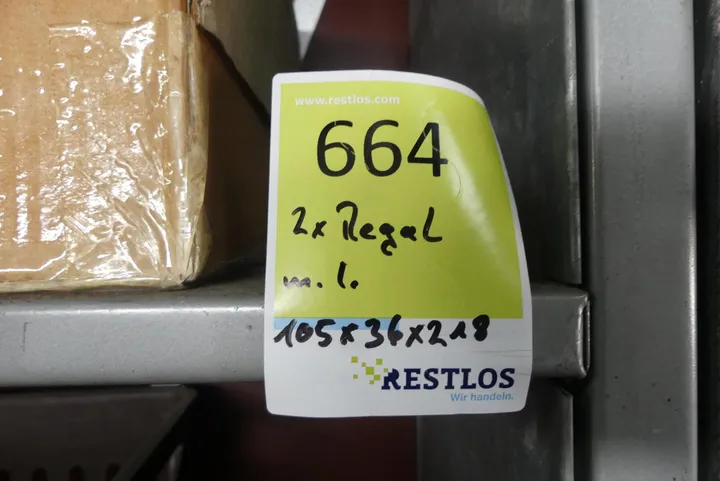 www.restlos.com
664
2x Regal
m. I.
105x36x218
RESTLOS
Wir handeln.